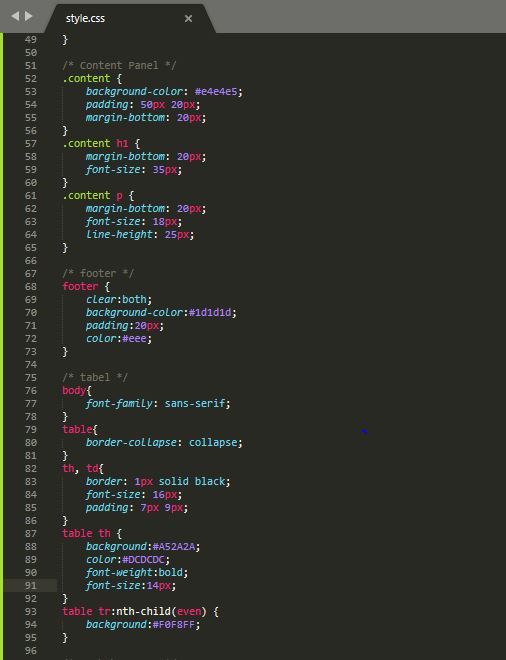 style.css
49 }
50
51 /* Content Panel */
52 .content {
53     background-color: #e4e4e5;
54     padding: 50px 20px;
55     margin-bottom: 20px;
56 }
57 .content h1 {
58     margin-bottom: 20px;
59     font-size: 35px;
60 }
61 .content p {
62     margin-bottom: 20px;
63     font-size: 18px;
64     line-height: 25px;
65 }
66
67 /* footer */
68 footer {
69     clear:both;
70     background-color:#1d1d1d;
71     padding:20px;
72     color:#eee;
73 }
74
75 /* tabel */
76 body{
77     font-family: sans-serif;
78 }
79 table{
80     border-collapse: collapse;
81 }
82 th, td{
83     border: 1px solid black;
84     font-size: 16px;
85     padding: 7px 9px;
86 }
87 table th {
88     background:#A52A2A;
89     color:#DCDCDC;
90     font-weight:bold;
91     font-size:14px;
92 }
93 table tr:nth-child(even) {
94     background:#F0F8FF;
95 }
96